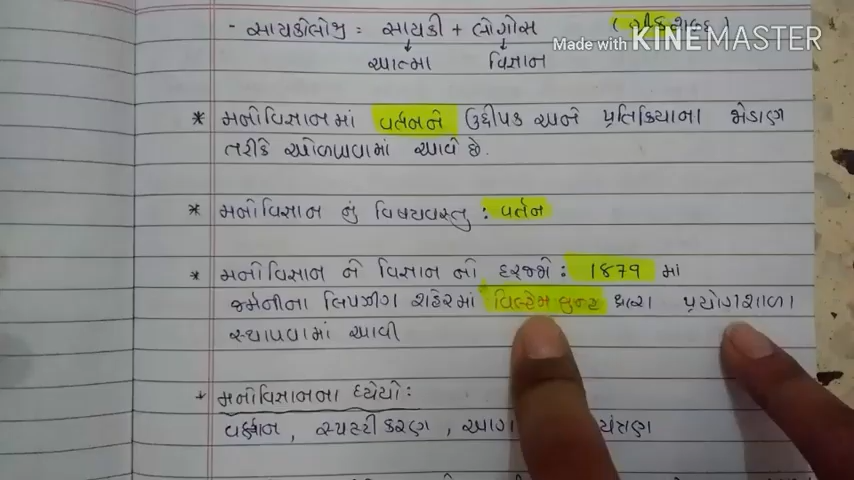 - સાયકોલોજી : સાયકી + લોગોસ (ગ્રીક શબ્દ)
Made with KINEMASTER
આત્મા વિજ્ઞાન
* મનોવિજ્ઞાનમાં વર્તનને ઉદ્દીપક અને પ્રતિક્રિયાના જોડાણ
તરીકે ઓળખવામાં આવે છે.
* મનોવિજ્ઞાન નું વિષયવસ્તુ : વર્તન
* મનોવિજ્ઞાન ને વિજ્ઞાન નો દરજ્જો : 1879 માં
જર્મનીના લિપઝીગ શહેરમાં વિલ્હેમ વુન્ટ દ્વારા પ્રયોગશાળા
સ્થાપવામાં આવી
* મનોવિજ્ઞાનના ધ્યેયો :
વર્ણન , સ્પષ્ટીકરણ ,